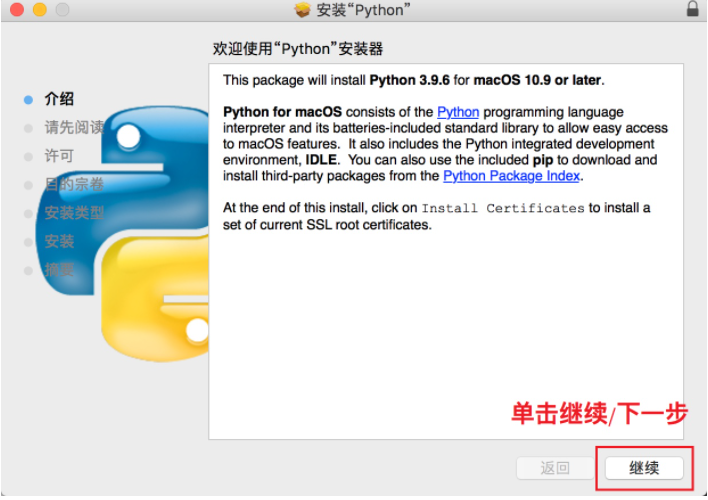 安装“Python”
欢迎使用“Python”安装器
介绍
请先阅读
许可
目的宗卷
安装类型
安装
摘要
This package will install Python 3.9.6 for macOS 10.9 or later.
Python for macOS consists of the Python programming language
interpreter and its batteries-included standard library to allow easy access
to macOS features. It also includes the Python integrated development
environment, IDLE. You can also use the included pip to download and
install third-party packages from the Python Package Index.
At the end of this install, click on Install Certificates to install a
set of current SSL root certificates.
单击继续/下一步
返回
继续